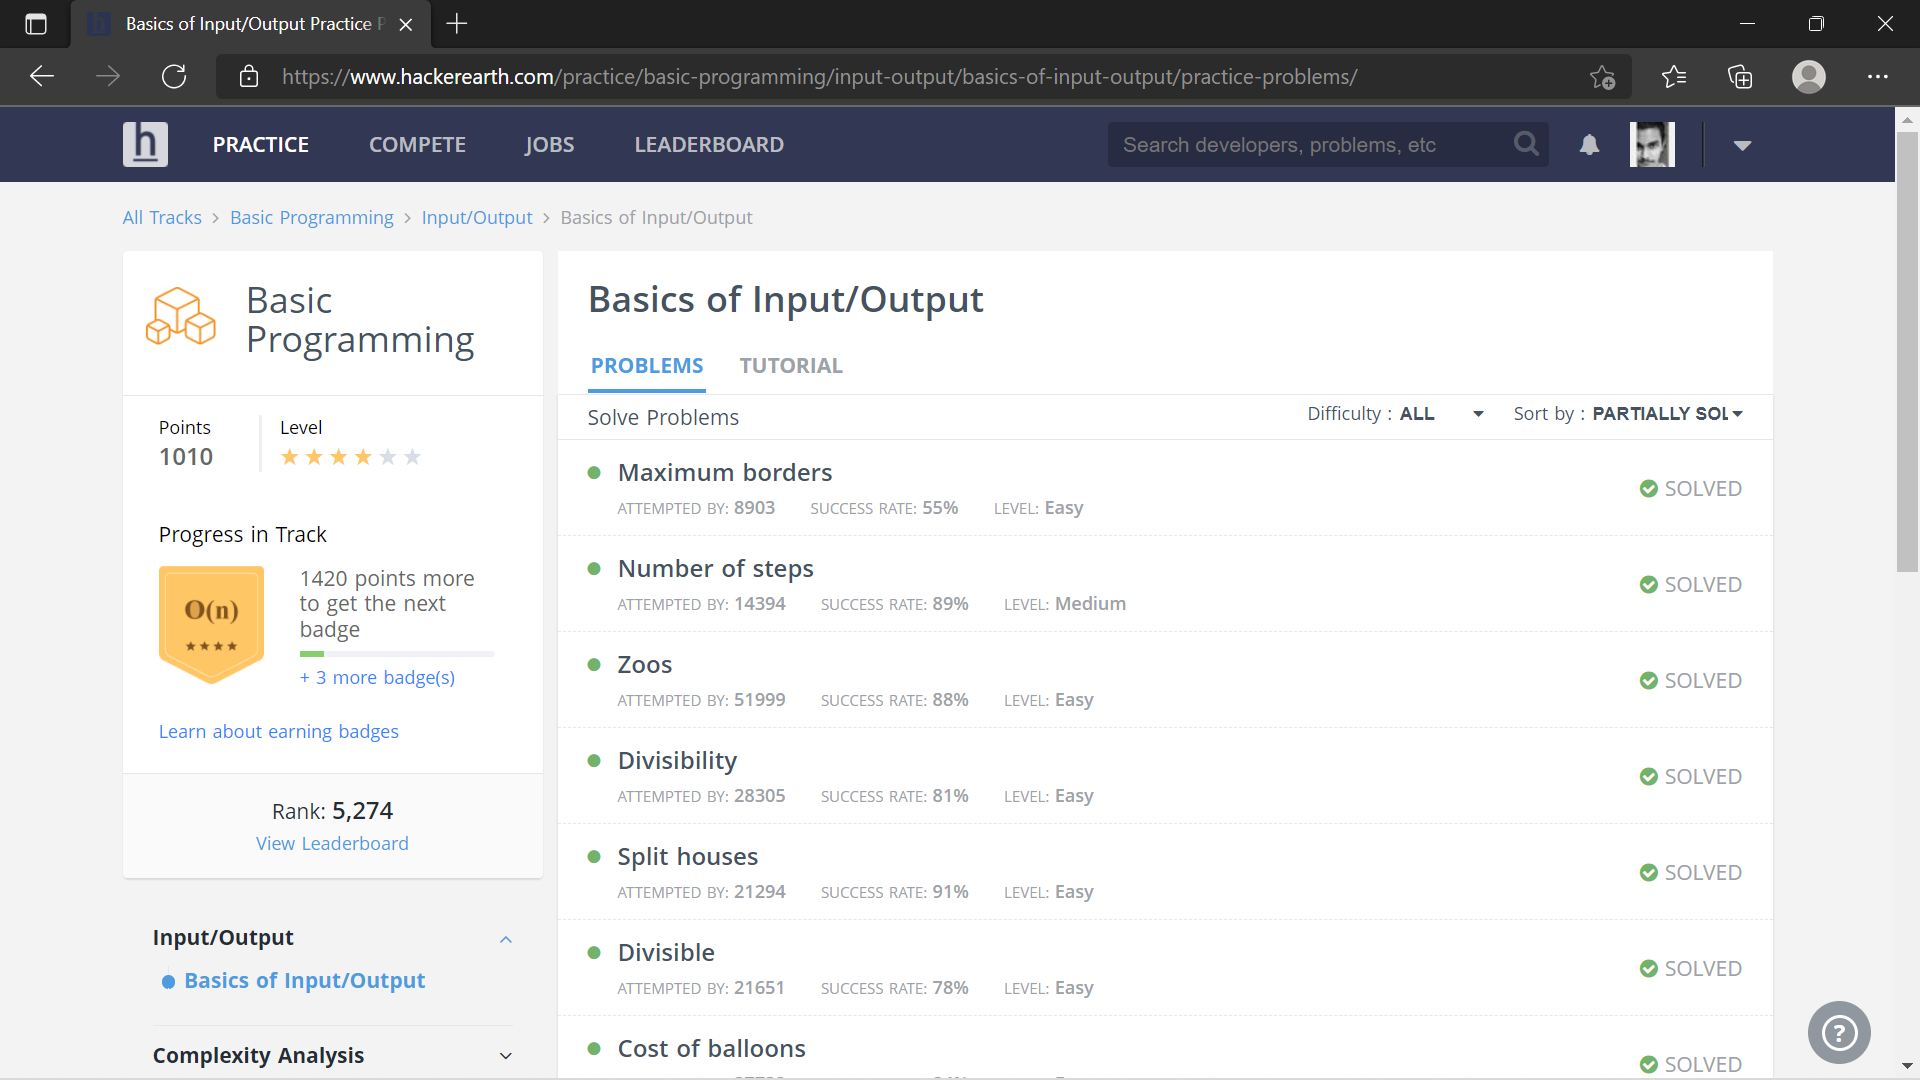 Basics of Input/Output Practice P
https://www.hackerearth.com/practice/basic-programming/input-output/basics-of-input-output/practice-problems/
h
PRACTICE
COMPETE
JOBS
LEADERBOARD
Search developers, problems, etc
All Tracks > Basic Programming > Input/Output > Basics of Input/Output
Basic
Programming
Points
1010
Level
Progress in Track
O(n)
1420 points more
to get the next
badge
+ 3 more badge(s)
Learn about earning badges
Rank: 5,274
View Leaderboard
Input/Output
Basics of Input/Output
Complexity Analysis
Basics of Input/Output
PROBLEMS
TUTORIAL
Solve Problems
Difficulty : ALL
Sort by : PARTIALLY SOL
Maximum borders
ATTEMPTED BY: 8903 SUCCESS RATE: 55% LEVEL: Easy
SOLVED
Number of steps
ATTEMPTED BY: 14394 SUCCESS RATE: 89% LEVEL: Medium
SOLVED
Zoos
ATTEMPTED BY: 51999 SUCCESS RATE: 88% LEVEL: Easy
SOLVED
Divisibility
ATTEMPTED BY: 28305 SUCCESS RATE: 81% LEVEL: Easy
SOLVED
Split houses
ATTEMPTED BY: 21294 SUCCESS RATE: 91% LEVEL: Easy
SOLVED
Divisible
ATTEMPTED BY: 21651 SUCCESS RATE: 78% LEVEL: Easy
SOLVED
Cost of balloons
SOLVED
?